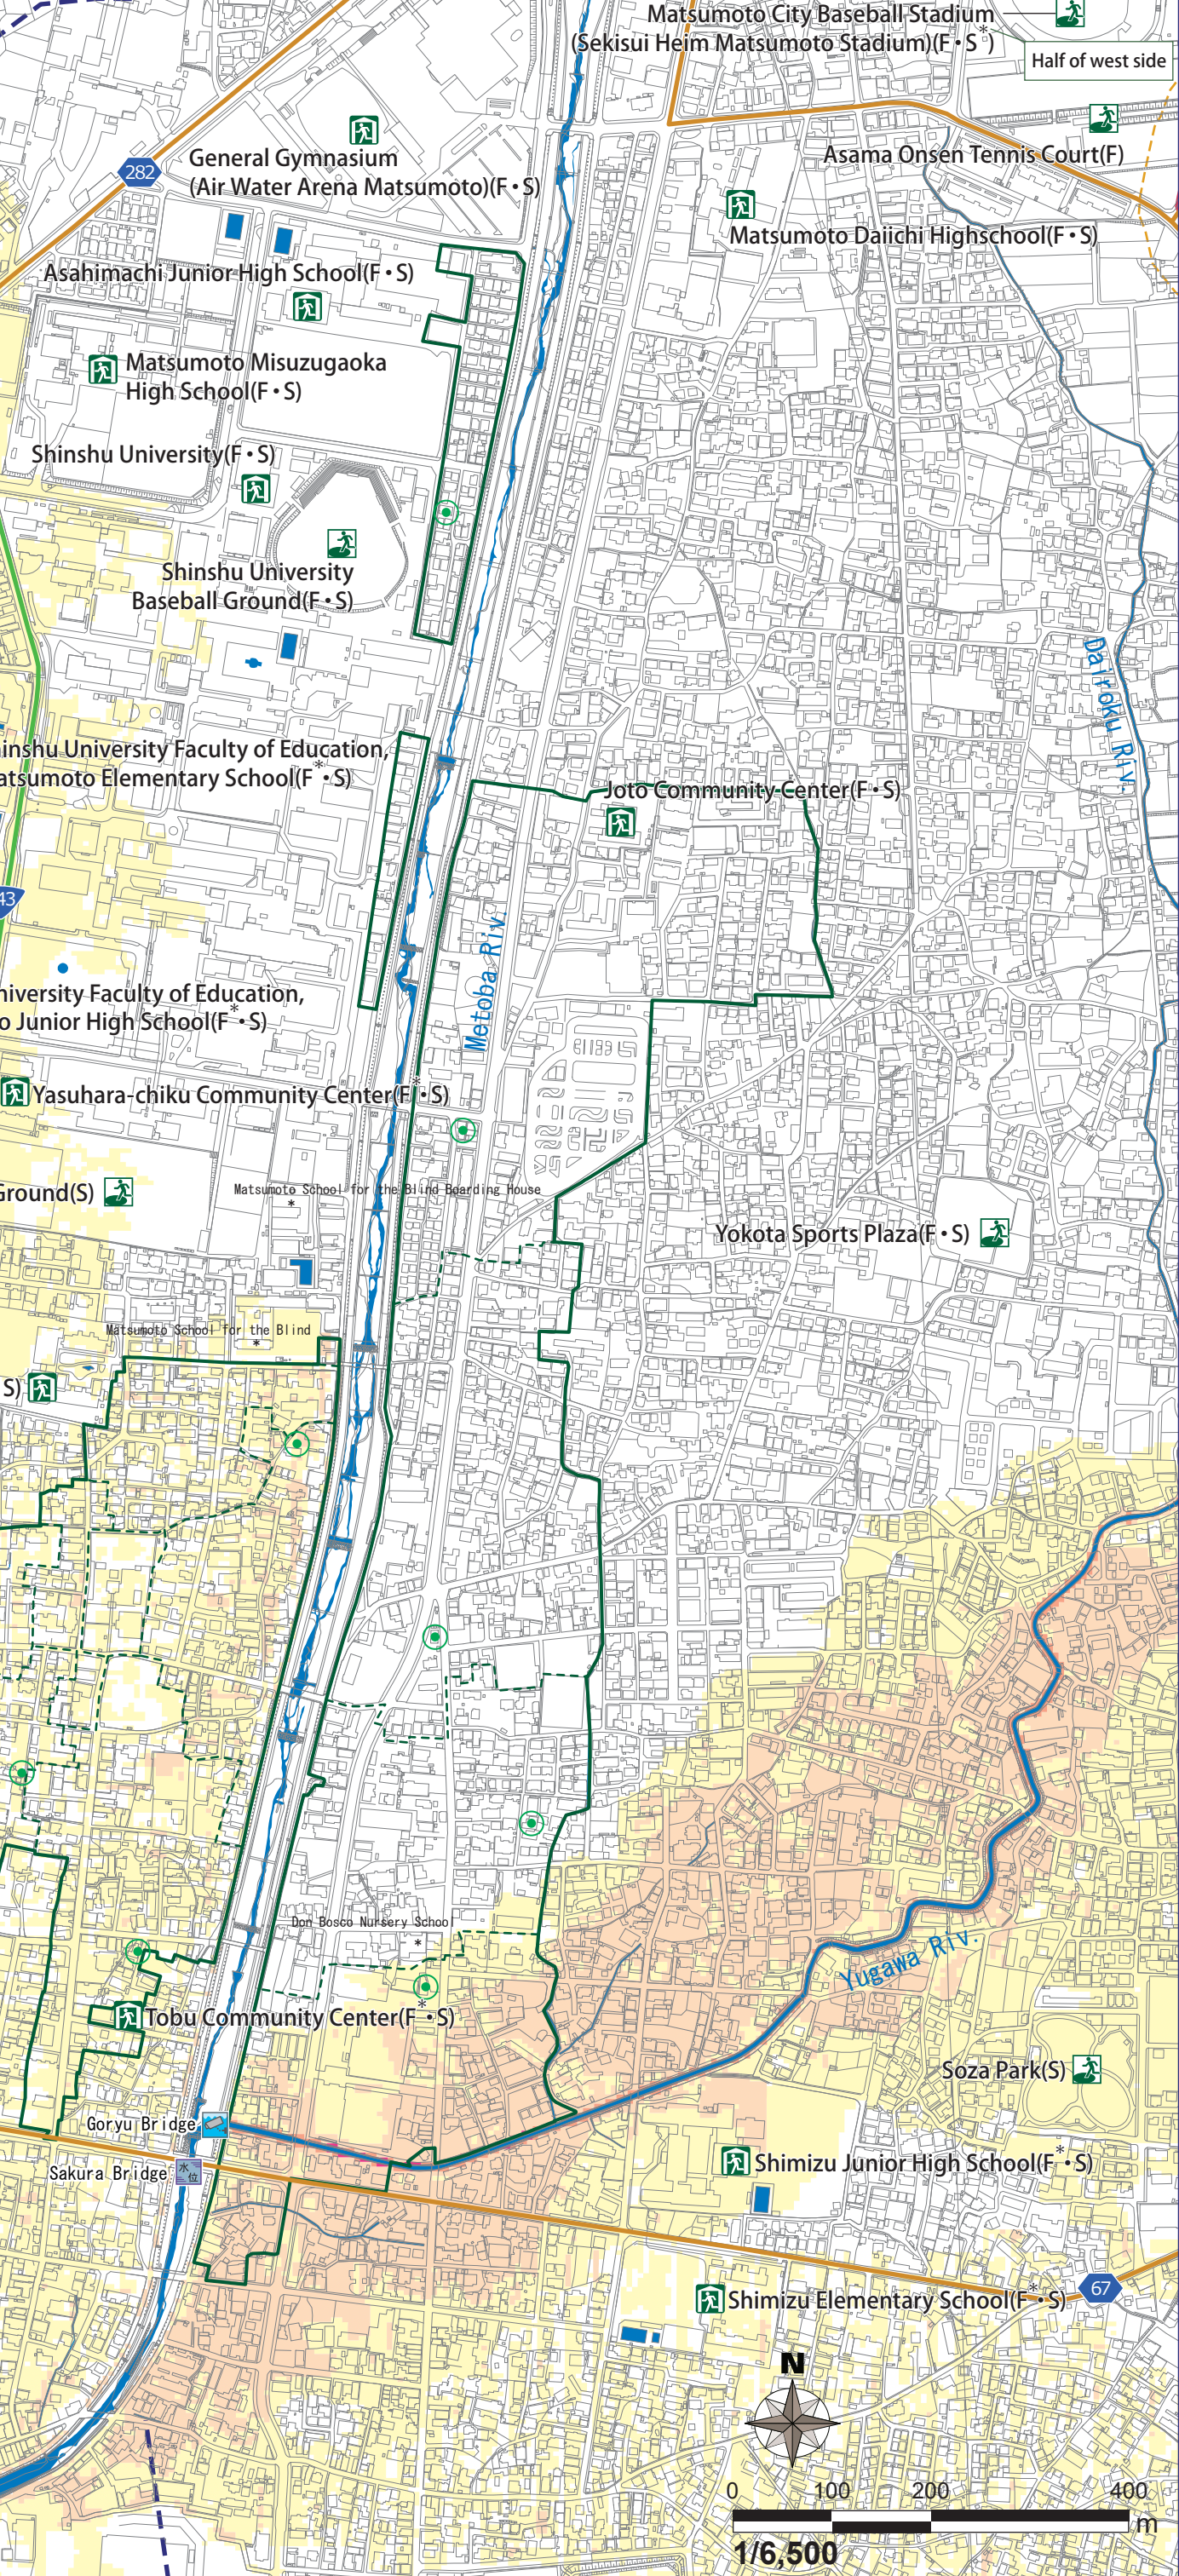 Matsumoto City Baseball Stadium
(Sekisui Heim Matsumoto Stadium)(F・S*)
Half of west side
General Gymnasium
(Air Water Arena Matsumoto)(F・S)
282
Asama Onsen Tennis Court(F)
Matsumoto Daiichi Highschool(F・S)
Asahimachi Junior High School(F・S)
Matsumoto Misuzugaoka
High School(F・S)
Shinshu University(F・S)
Shinshu University
Baseball Ground(F・S)
Dairoku Riv.
inshu University Faculty of Education,
atsumoto Elementary School(F*・S)
Joto Community Center(F・S)
43
Metoba Riv.
niversity Faculty of Education,
o Junior High School(F*・S)
Yasuhara-chiku Community Center(F*・S)
Ground(S)
*
Matsumoto School for the Blind Boarding House
*
Yokota Sports Plaza(F・S)
Matsumoto School for the Blind
*
S)
Don Bosco Nursery School
*
Yugawa Riv.
Tobu Community Center(F*・S)
Soza Park(S)
Goryu Bridge
Sakura Bridge
水位
Shimizu Junior High School(F*・S)
67
Shimizu Elementary School(F*・S)
N
0 100 200 400
m
1/6,500